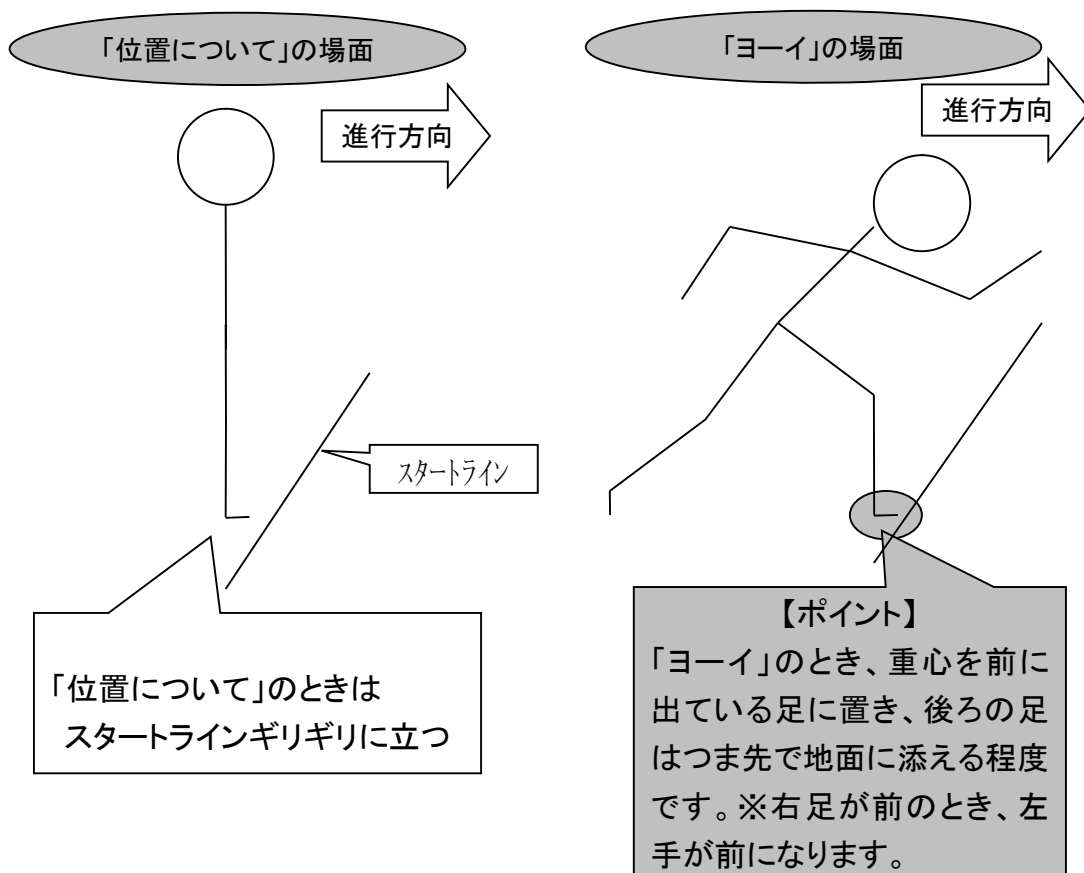 「位置について」の場面
進行方向
スタートライン
「位置について」のときは
スタートラインギリギリに立つ
「ヨーイ」の場面
進行方向
【ポイント】
「ヨーイ」のとき、重心を前に
出ている足に置き、後ろの足
はつま先で地面に添える程度
です。※右足が前のとき、左
手が前になります。